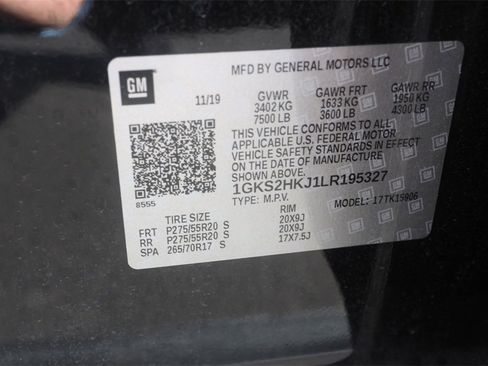 GM
MFD BY GENERAL MOTORS LLC
11/19 GVWR GAWR FRT GAWR RR
3402 KG 1633 KG 1950 KG
7500 LB 3600 LB 4300 LB
THIS VEHICLE CONFORMS TO ALL
APPLICABLE U.S. FEDERAL MOTOR
VEHICLE SAFETY STANDARDS IN EFFECT
ON THE DATE OF MANUFACTURE
SHOWN ABOVE.
1GKS2HKJ1LR195327
8555 TYPE: M.P.V. MODEL: 17TK15906
TIRE SIZE RIM
FRT P275/55R20 S 20X9J
RR P275/55R20 S 20X9J
SPA 265/70R17 S 17X7.5J